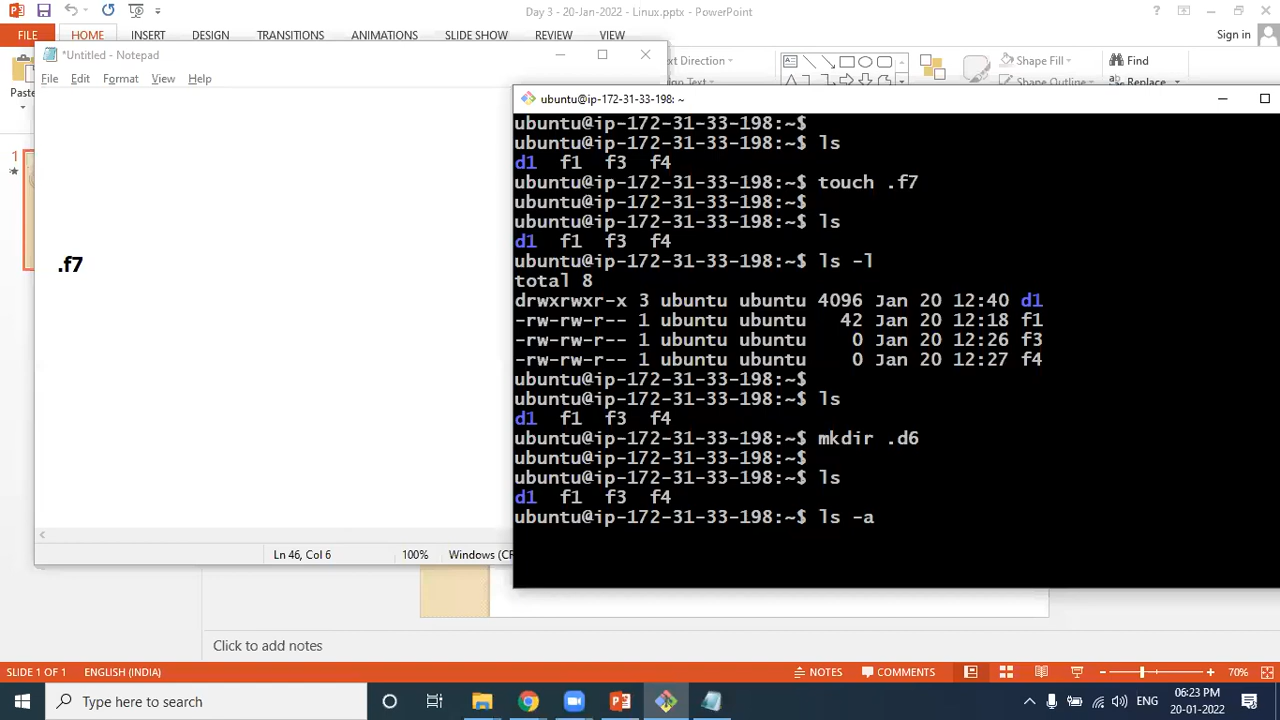 Day 3 - 20-Jan-2022 - Linux.pptx - PowerPoint
FILE HOME INSERT DESIGN TRANSITIONS ANIMATIONS SLIDE SHOW REVIEW VIEW Sign in
*Untitled - Notepad
File Edit Format View Help
Paste
ext Direction
Shape Fill
Find
Shape Outline
Replace
ubuntu@ip-172-31-33-198: ~
1
.f7
ubuntu@ip-172-31-33-198:~$
ubuntu@ip-172-31-33-198:~$ ls
d1 f1 f3 f4
ubuntu@ip-172-31-33-198:~$ touch .f7
ubuntu@ip-172-31-33-198:~$
ubuntu@ip-172-31-33-198:~$ ls
d1 f1 f3 f4
ubuntu@ip-172-31-33-198:~$ ls -l
total 8
drwxrwxr-x 3 ubuntu ubuntu 4096 Jan 20 12:40 d1
-rw-rw-r-- 1 ubuntu ubuntu 42 Jan 20 12:18 f1
-rw-rw-r-- 1 ubuntu ubuntu 0 Jan 20 12:26 f3
-rw-rw-r-- 1 ubuntu ubuntu 0 Jan 20 12:27 f4
ubuntu@ip-172-31-33-198:~$
ubuntu@ip-172-31-33-198:~$ ls
d1 f1 f3 f4
ubuntu@ip-172-31-33-198:~$ mkdir .d6
ubuntu@ip-172-31-33-198:~$
ubuntu@ip-172-31-33-198:~$ ls
d1 f1 f3 f4
ubuntu@ip-172-31-33-198:~$ ls -a
Ln 46, Col 6 100% Windows (CF
Click to add notes
SLIDE 1 OF 1 ENGLISH (INDIA) NOTES COMMENTS 70%
Type here to search
ENG
06:23 PM
20-01-2022